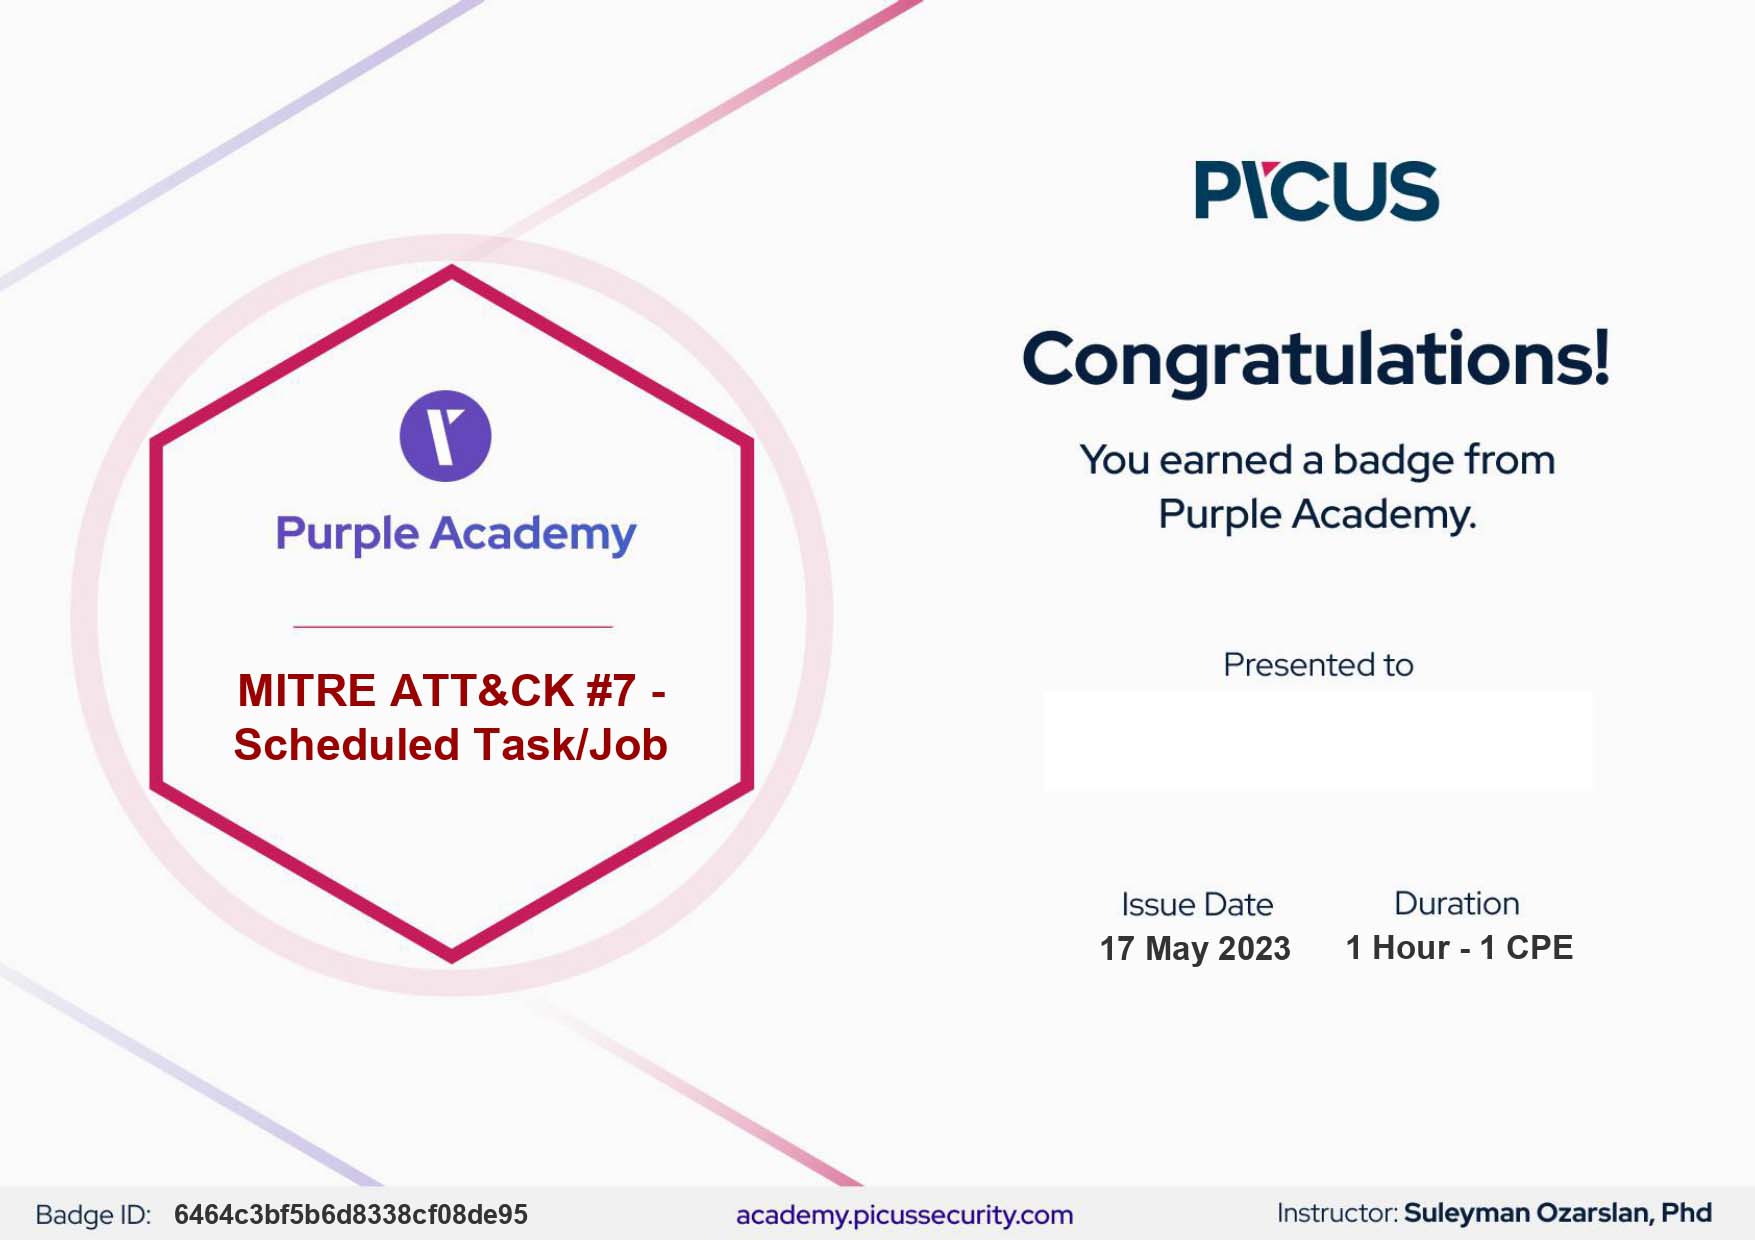 PICUS
Congratulations!
You earned a badge from
Purple Academy.
Purple Academy
MITRE ATT&CK #7 -
Scheduled Task/Job
Presented to
Issue Date
17 May 2023
Duration
1 Hour - 1 CPE
Badge ID: 6464c3bf5b6d8338cf08de95
academy.picussecurity.com
Instructor: Suleyman Ozarslan, Phd